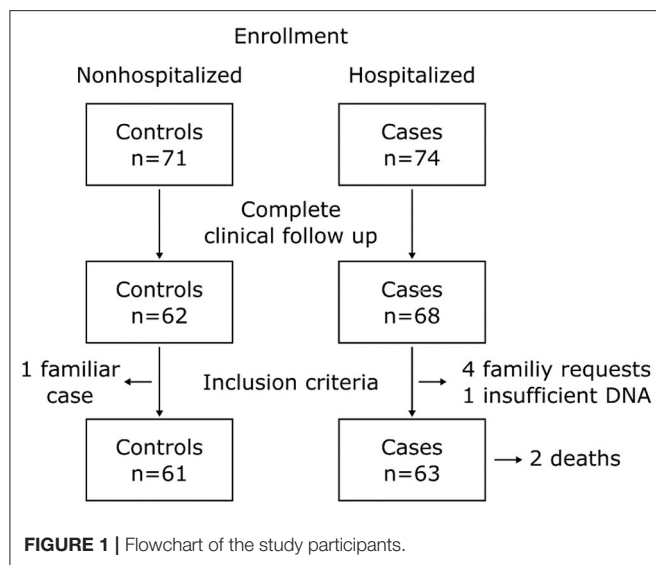 Enrollment
Nonhospitalized Hospitalized
Controls
n=71
Cases
n=74
Complete
clinical follow up
Controls
n=62
Cases
n=68
1 familiar
case
Inclusion criteria
4 familiy requests
1 insufficient DNA
Controls
n=61
Cases
n=63
2 deaths
FIGURE 1 | Flowchart of the study participants.